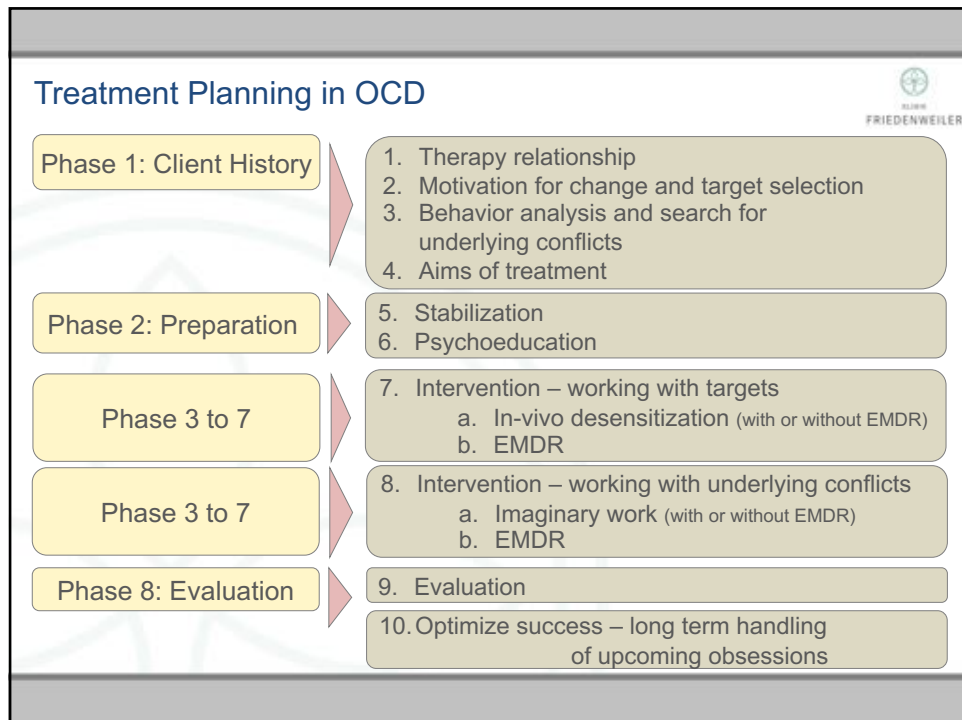 Treatment Planning in OCD
KLINIK
FRIEDENWEILER
Phase 1: Client History
1. Therapy relationship
2. Motivation for change and target selection
3. Behavior analysis and search for
underlying conflicts
4. Aims of treatment
Phase 2: Preparation
5. Stabilization
6. Psychoeducation
Phase 3 to 7
7. Intervention – working with targets
a. In-vivo desensitization (with or without EMDR)
b. EMDR
Phase 3 to 7
8. Intervention – working with underlying conflicts
a. Imaginary work (with or without EMDR)
b. EMDR
Phase 8: Evaluation
9. Evaluation
10. Optimize success – long term handling
of upcoming obsessions